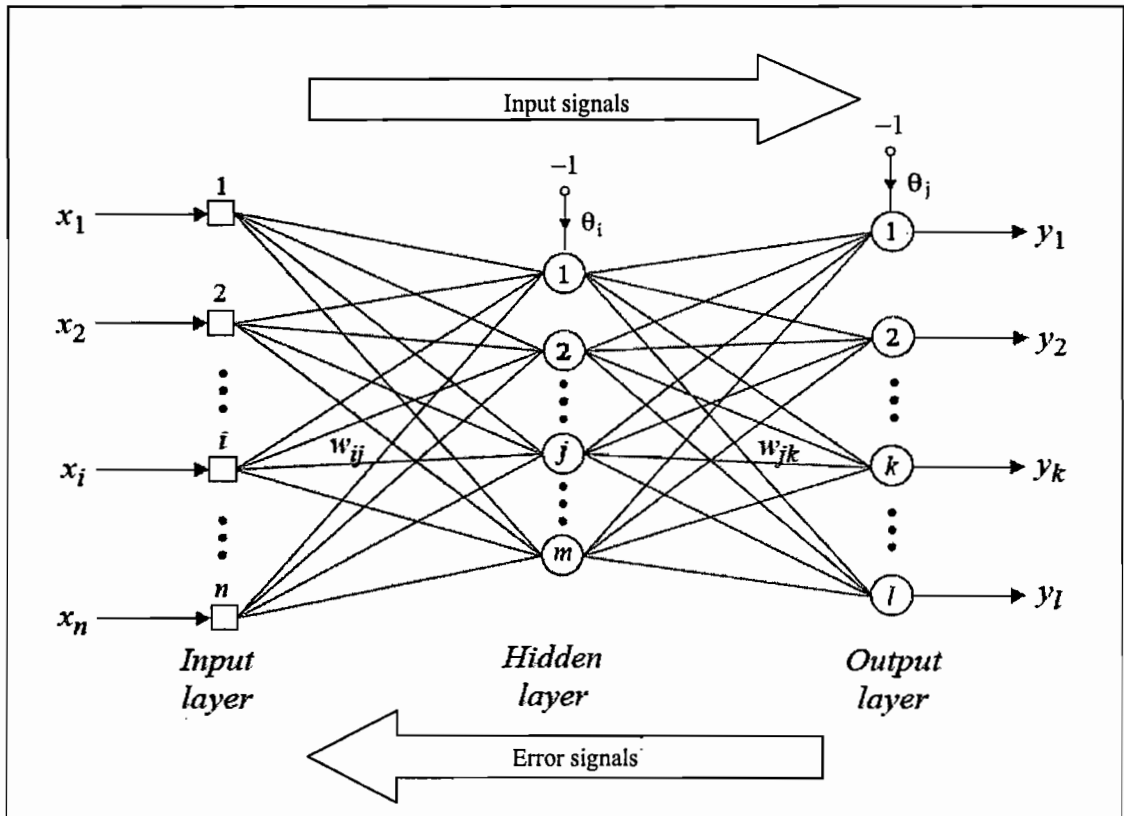 Input signals
−1
−1
θj
1
θi
x1
1
y1
1
2
x2
2
y2
2
i
wij
j
wjk
xi
k
yk
n
m
xn
l
yl
Input
layer
Hidden
layer
Output
layer
Error signals